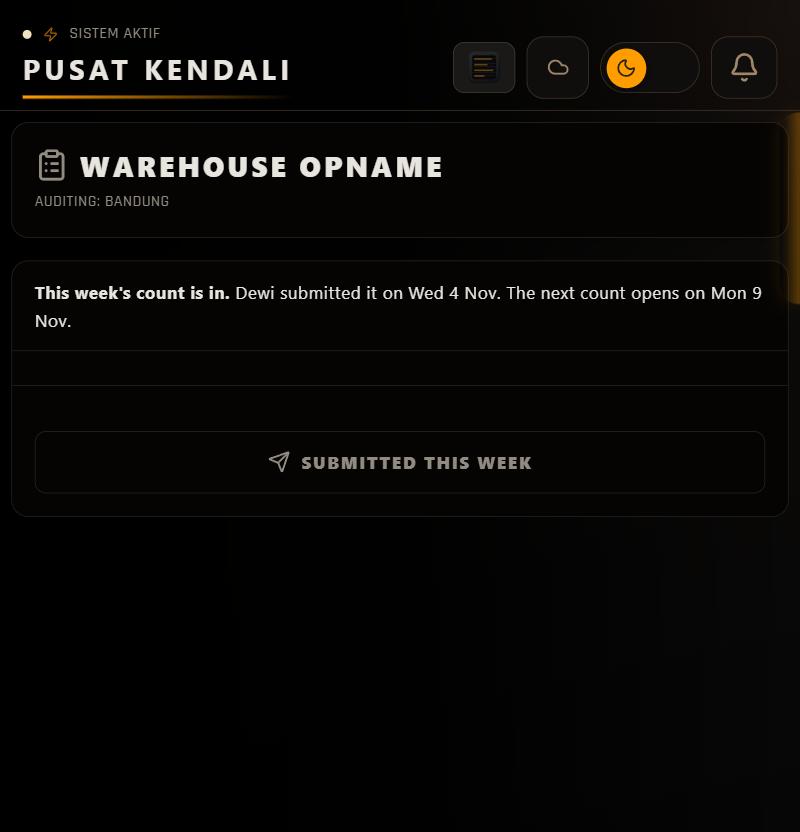 SISTEM AKTIF
PUSAT KENDALI
WAREHOUSE OPNAME
AUDITING: BANDUNG
This week's count is in. Dewi submitted it on Wed 4 Nov. The next count opens on Mon 9
Nov.
SUBMITTED THIS WEEK